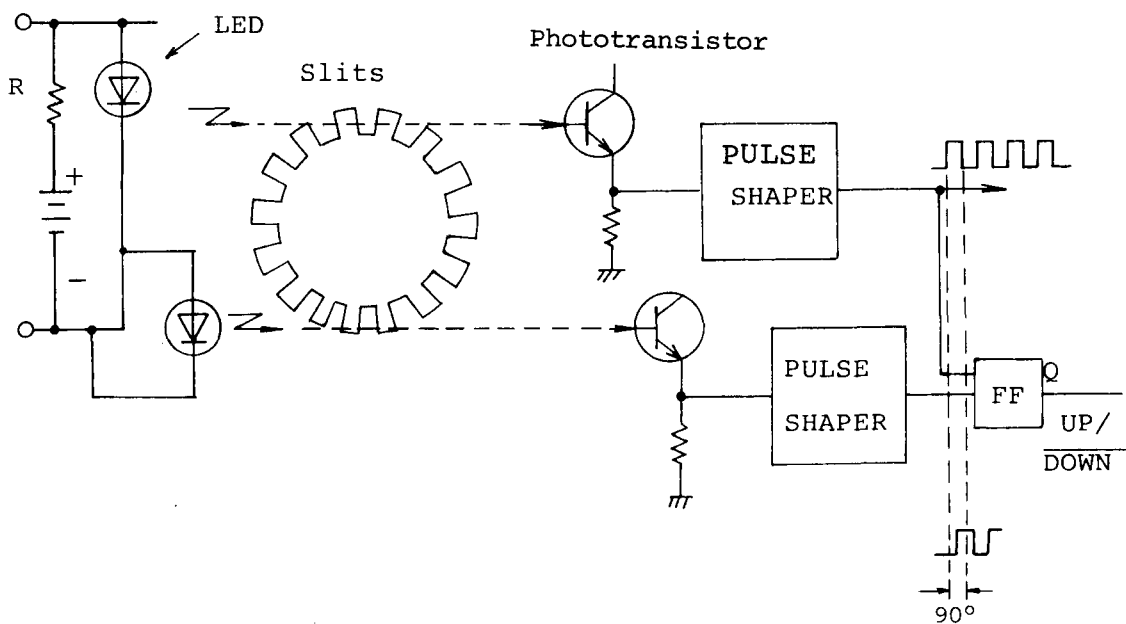 LED
Phototransistor
Slits
R
+
PULSE
SHAPER
−
PULSE
SHAPER
FF
Q
UP/
DOWN
90°